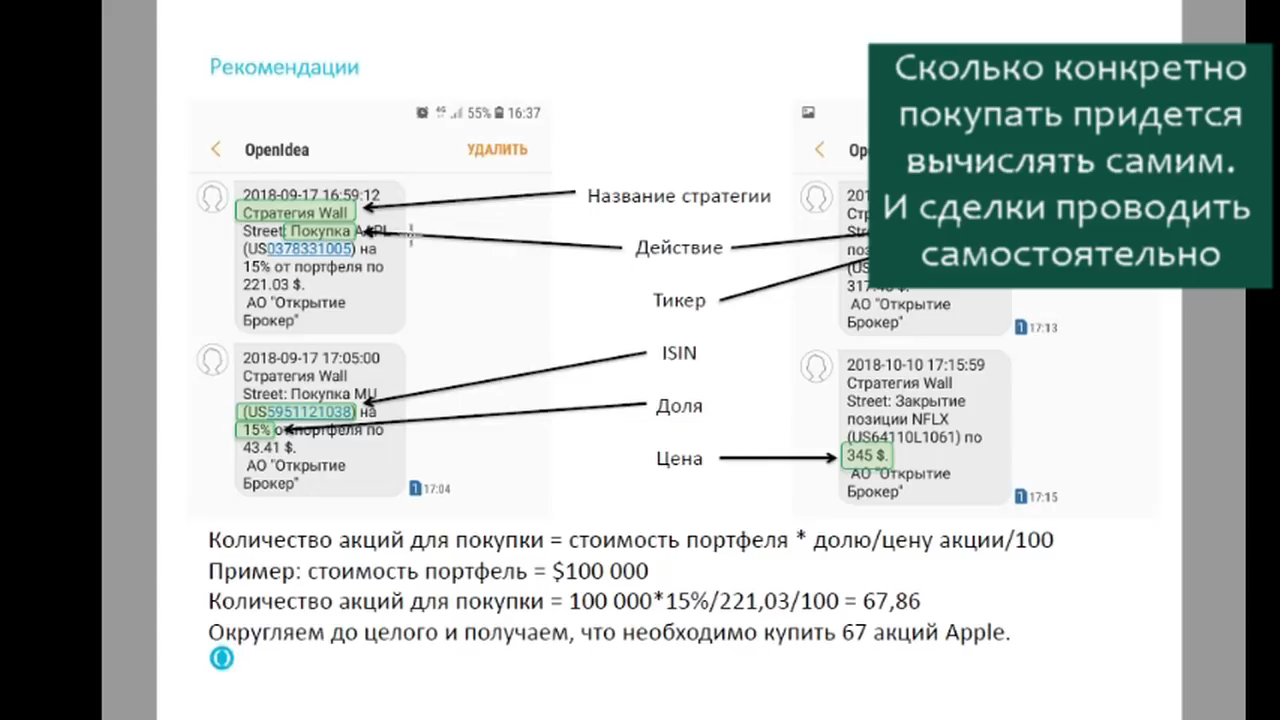 Рекомендации
Сколько конкретно
покупать придется
вычислять самим.
И сделки проводить
самостоятельно
55% 16:37
OpenIdea
УДАЛИТЬ
2018-09-17 16:59:12
Стратегия Wall
Street: Покупка
(US0378331005) на
15% от портфеля по
221.03 $.
АО "Открытие
Брокер"
2018-09-17 17:05:00
Стратегия Wall
Street: Покупка MU
(US5951121038) на
15% от портфеля по
43.41 $.
АО "Открытие
Брокер"
1 17:04
Название стратегии
Действие
Тикер
ISIN
Доля
Цена
АО "Открытие
Брокер"
1 17:13
2018-10-10 17:15:59
Стратегия Wall
Street: Закрытие
позиции NFLX
(US64110L1061) по
345 $.
АО "Открытие
Брокер"
1 17:15
Количество акций для покупки = стоимость портфеля * долю/цену акции/100
Пример: стоимость портфель = $100 000
Количество акций для покупки = 100 000*15%/221,03/100 = 67,86
Округляем до целого и получаем, что необходимо купить 67 акций Apple.